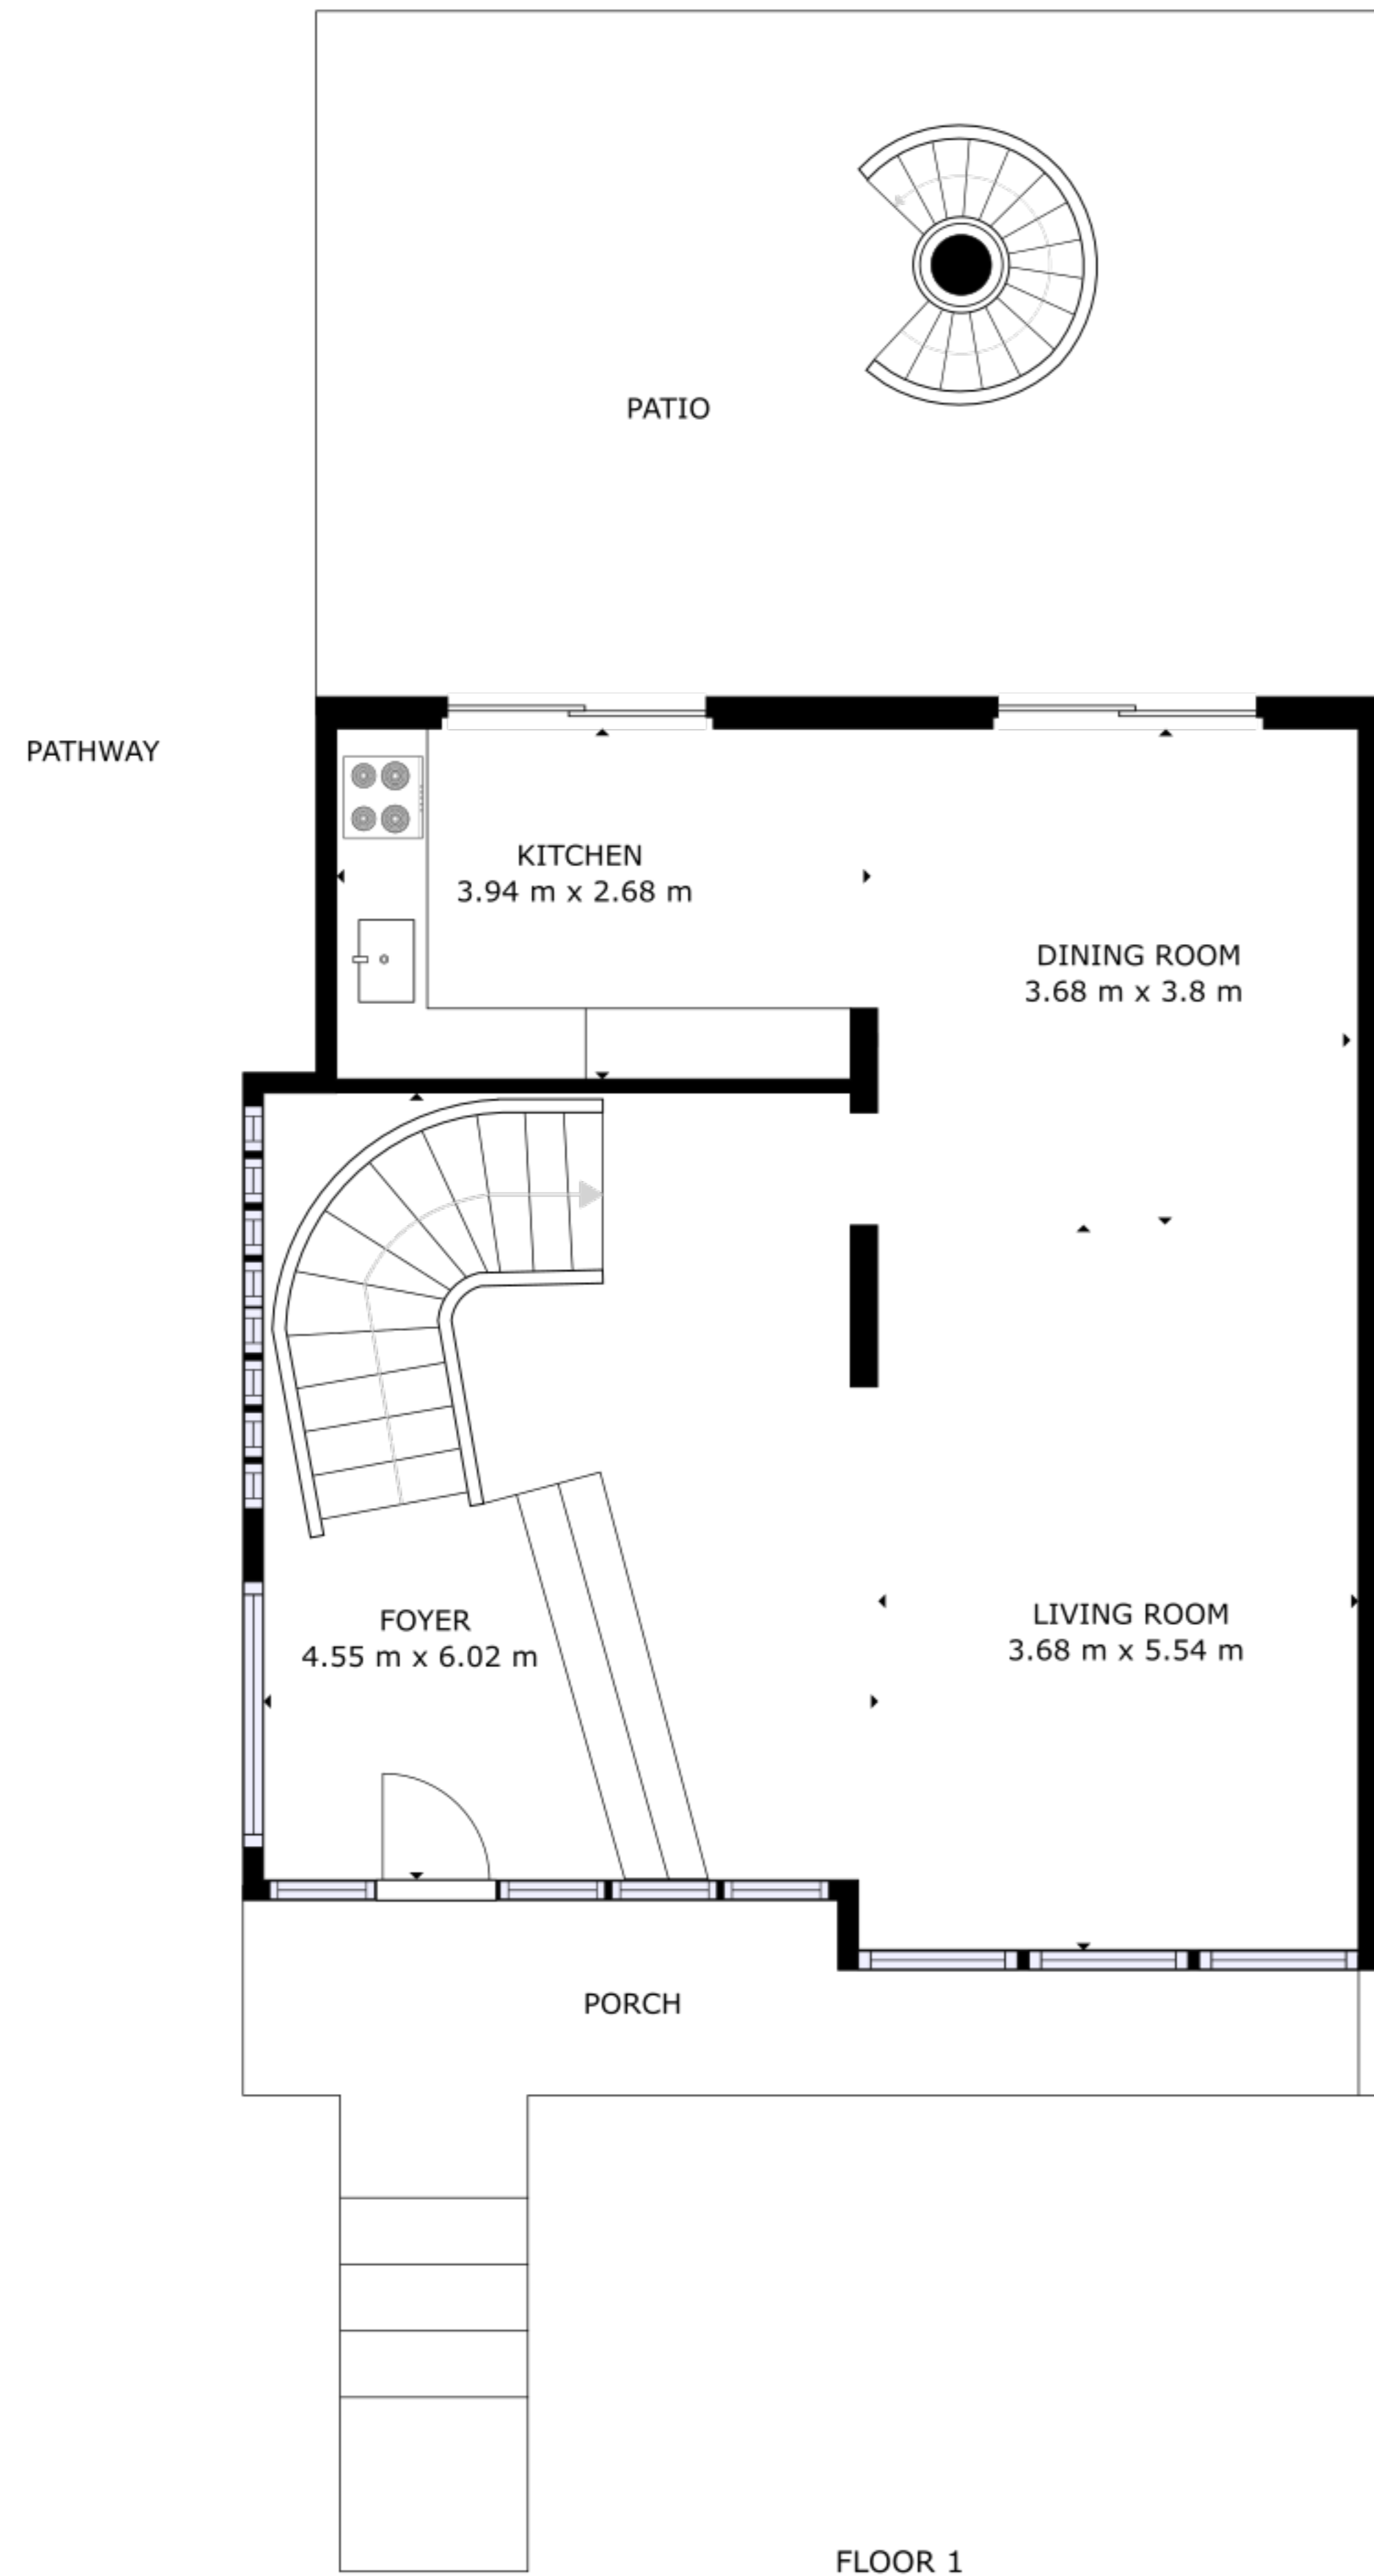 PATIO
PATHWAY
KITCHEN
3.94 m x 2.68 m
DINING ROOM
3.68 m x 3.8 m
FOYER
4.55 m x 6.02 m
LIVING ROOM
3.68 m x 5.54 m
PORCH
FLOOR 1